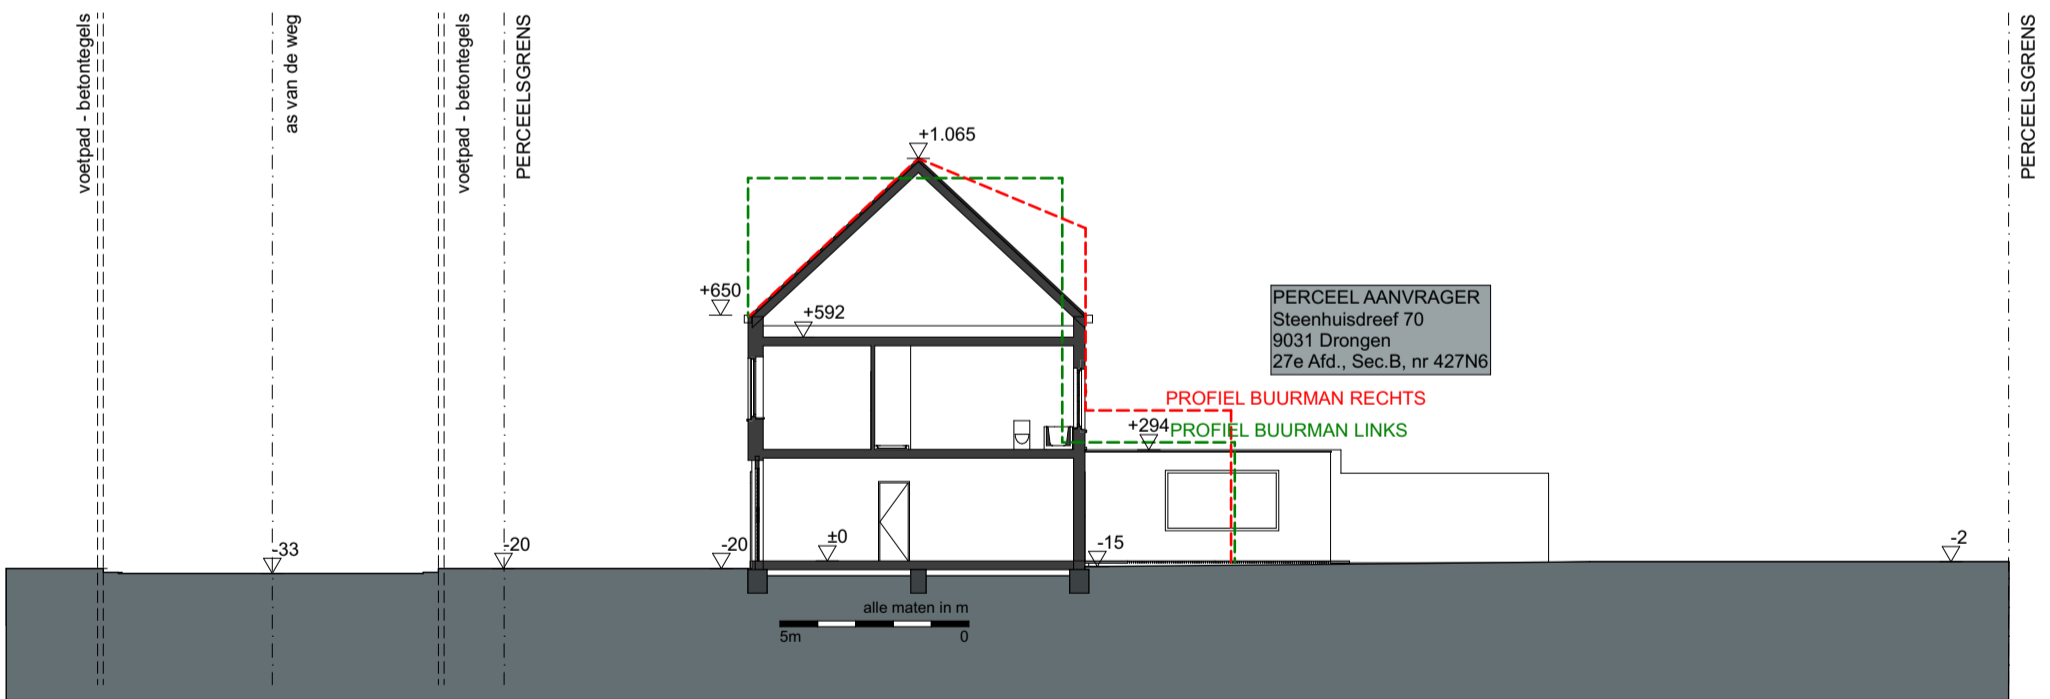 voetpad - betontegels
as van de weg
voetpad - betontegels
PERCEELSGRENS
PERCEELSGRENS
+1.065
+650
+592
PERCEEL AANVRAGER
Steenhuisdreef 70
9031 Drongen
27e Afd., Sec.B, nr 427N6
PROFIEL BUURMAN RECHTS
+294
PROFIEL BUURMAN LINKS
-33
-20
-20
±0
-15
-2
alle maten in m
5m
0